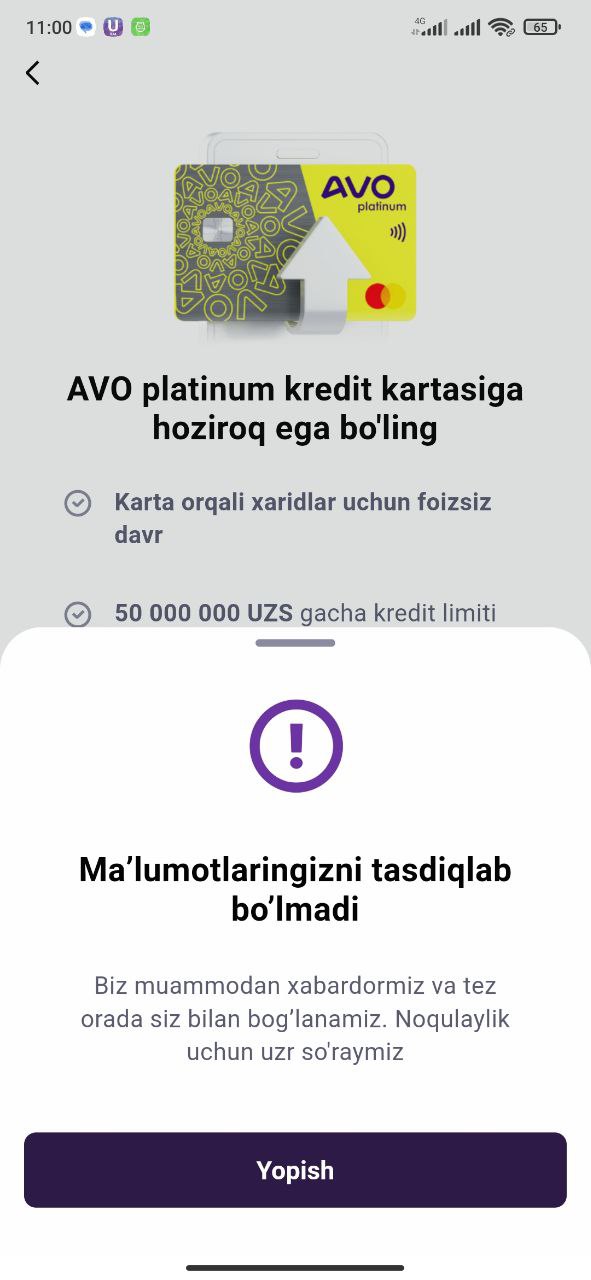 11:00
4G
65
AVO
platinum
AVO platinum kredit kartasiga
hoziroq ega bo'ling
Karta orqali xaridlar uchun foizsiz
davr
50 000 000 UZS gacha kredit limiti
Ma’lumotlaringizni tasdiqlab
bo’lmadi
Biz muammodan xabardormiz va tez
orada siz bilan bog’lanamiz. Noqulaylik
uchun uzr so'raymiz
Yopish